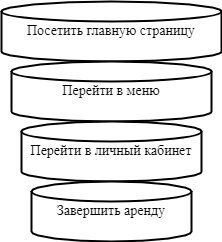 Посетить главную страницу
Перейти в меню
Перейти в личный кабинет
Завершить аренду